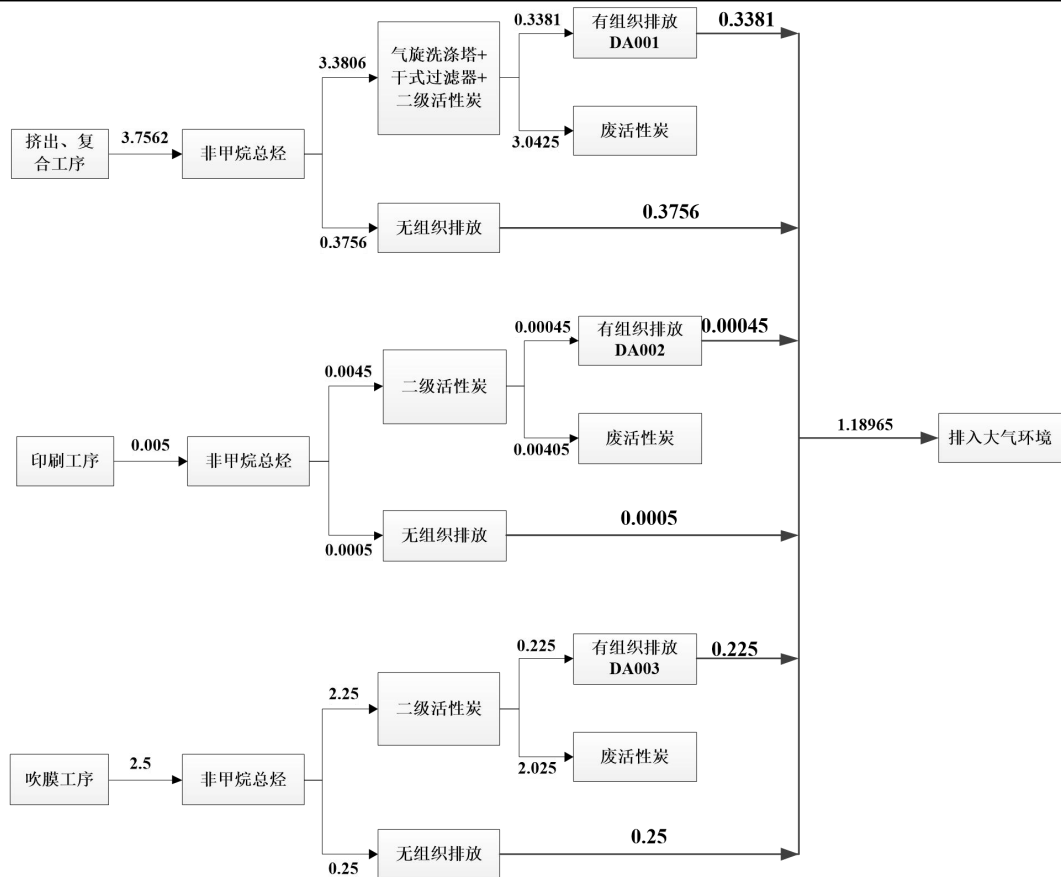 挤出、复
合工序
3.7562
非甲烷总烃
3.3806
气旋洗涤塔+
干式过滤器+
二级活性炭
0.3381
有组织排放
DA001
0.3381
3.0425
废活性炭
0.3756
无组织排放
0.3756
印刷工序
0.005
非甲烷总烃
0.0045
二级活性炭
0.00045
有组织排放
DA002
0.00045
0.00405
废活性炭
0.0005
无组织排放
0.0005
吹膜工序
2.5
非甲烷总烃
2.25
二级活性炭
0.225
有组织排放
DA003
0.225
2.025
废活性炭
0.25
无组织排放
0.25
1.18965
排入大气环境